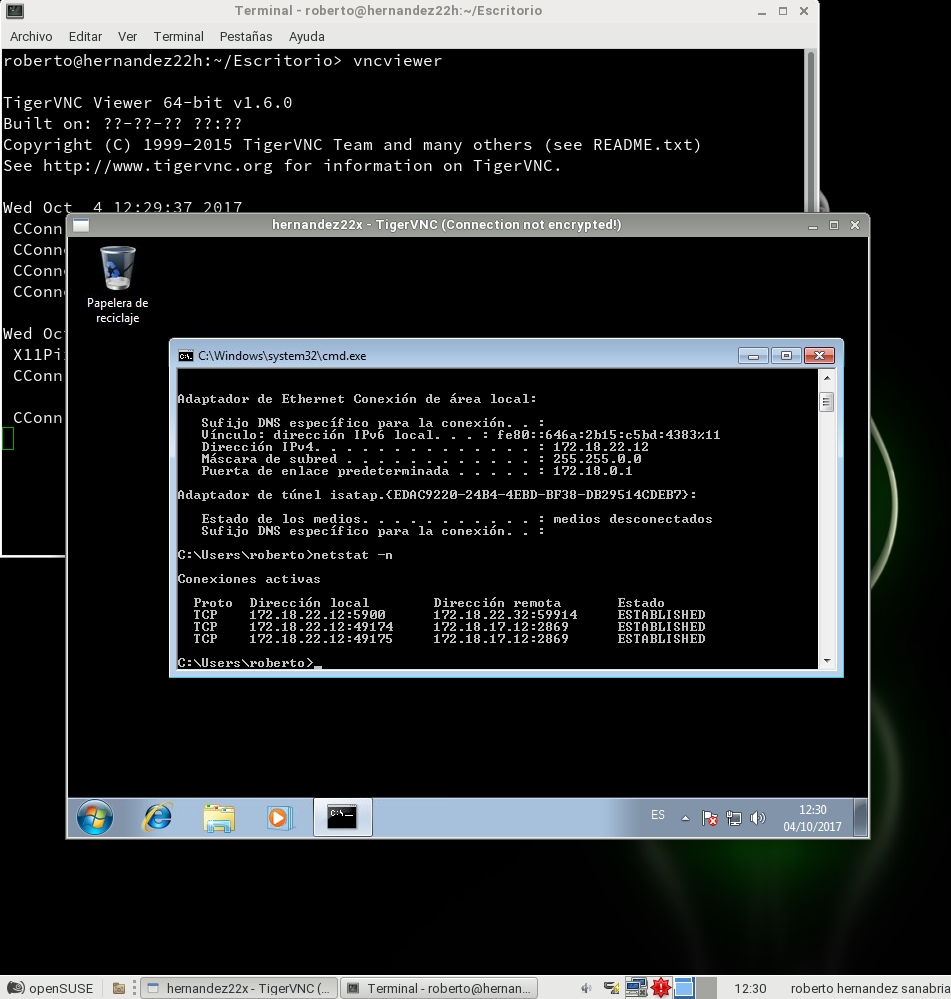 Terminal - roberto@hernandez22h:~/Escritorio
Archivo Editar Ver Terminal Pestañas Ayuda
roberto@hernandez22h:~/Escritorio> vncviewer
TigerVNC Viewer 64-bit v1.6.0
Built on: ??-??-?? ??:??
Copyright (C) 1999-2015 TigerVNC Team and many others (see README.txt)
See http://www.tigervnc.org for information on TigerVNC.
Wed Oct  4 12:29:37 2017
CConn
CConn
CConn
CConn
Wed Oct
X11Pi
CConn
CConn
hernandez22x - TigerVNC (Connection not encrypted!)
Papelera de
reciclaje
C:\Windows\system32\cmd.exe
Adaptador de Ethernet Conexión de área local:
Sufijo DNS específico para la conexión. . :
Vínculo: dirección IPv6 local. . . : fe80::646a:2b15:c5bd:4383%11
Dirección IPv4. . . . . . . . . . . . . . : 172.18.22.12
Máscara de subred . . . . . . . . . . . . : 255.255.0.0
Puerta de enlace predeterminada . . . . . : 172.18.0.1
Adaptador de túnel isatap.{EDAC9220-24B4-4EBD-BF38-DB29514CDEB7}:
Estado de los medios. . . . . . . . . . . : medios desconectados
Sufijo DNS específico para la conexión. . :
C:\Users\roberto>netstat -n
Conexiones activas
Proto  Dirección local        Dirección remota       Estado
TCP    172.18.22.12:5900      172.18.22.32:59914     ESTABLISHED
TCP    172.18.22.12:49174     172.18.17.12:2869      ESTABLISHED
TCP    172.18.22.12:49175     172.18.17.12:2869      ESTABLISHED
C:\Users\roberto>_
ES
12:30
04/10/2017
openSUSE
hernandez22x - TigerVNC (...
Terminal - roberto@hernan...
12:30
roberto hernandez sanabria